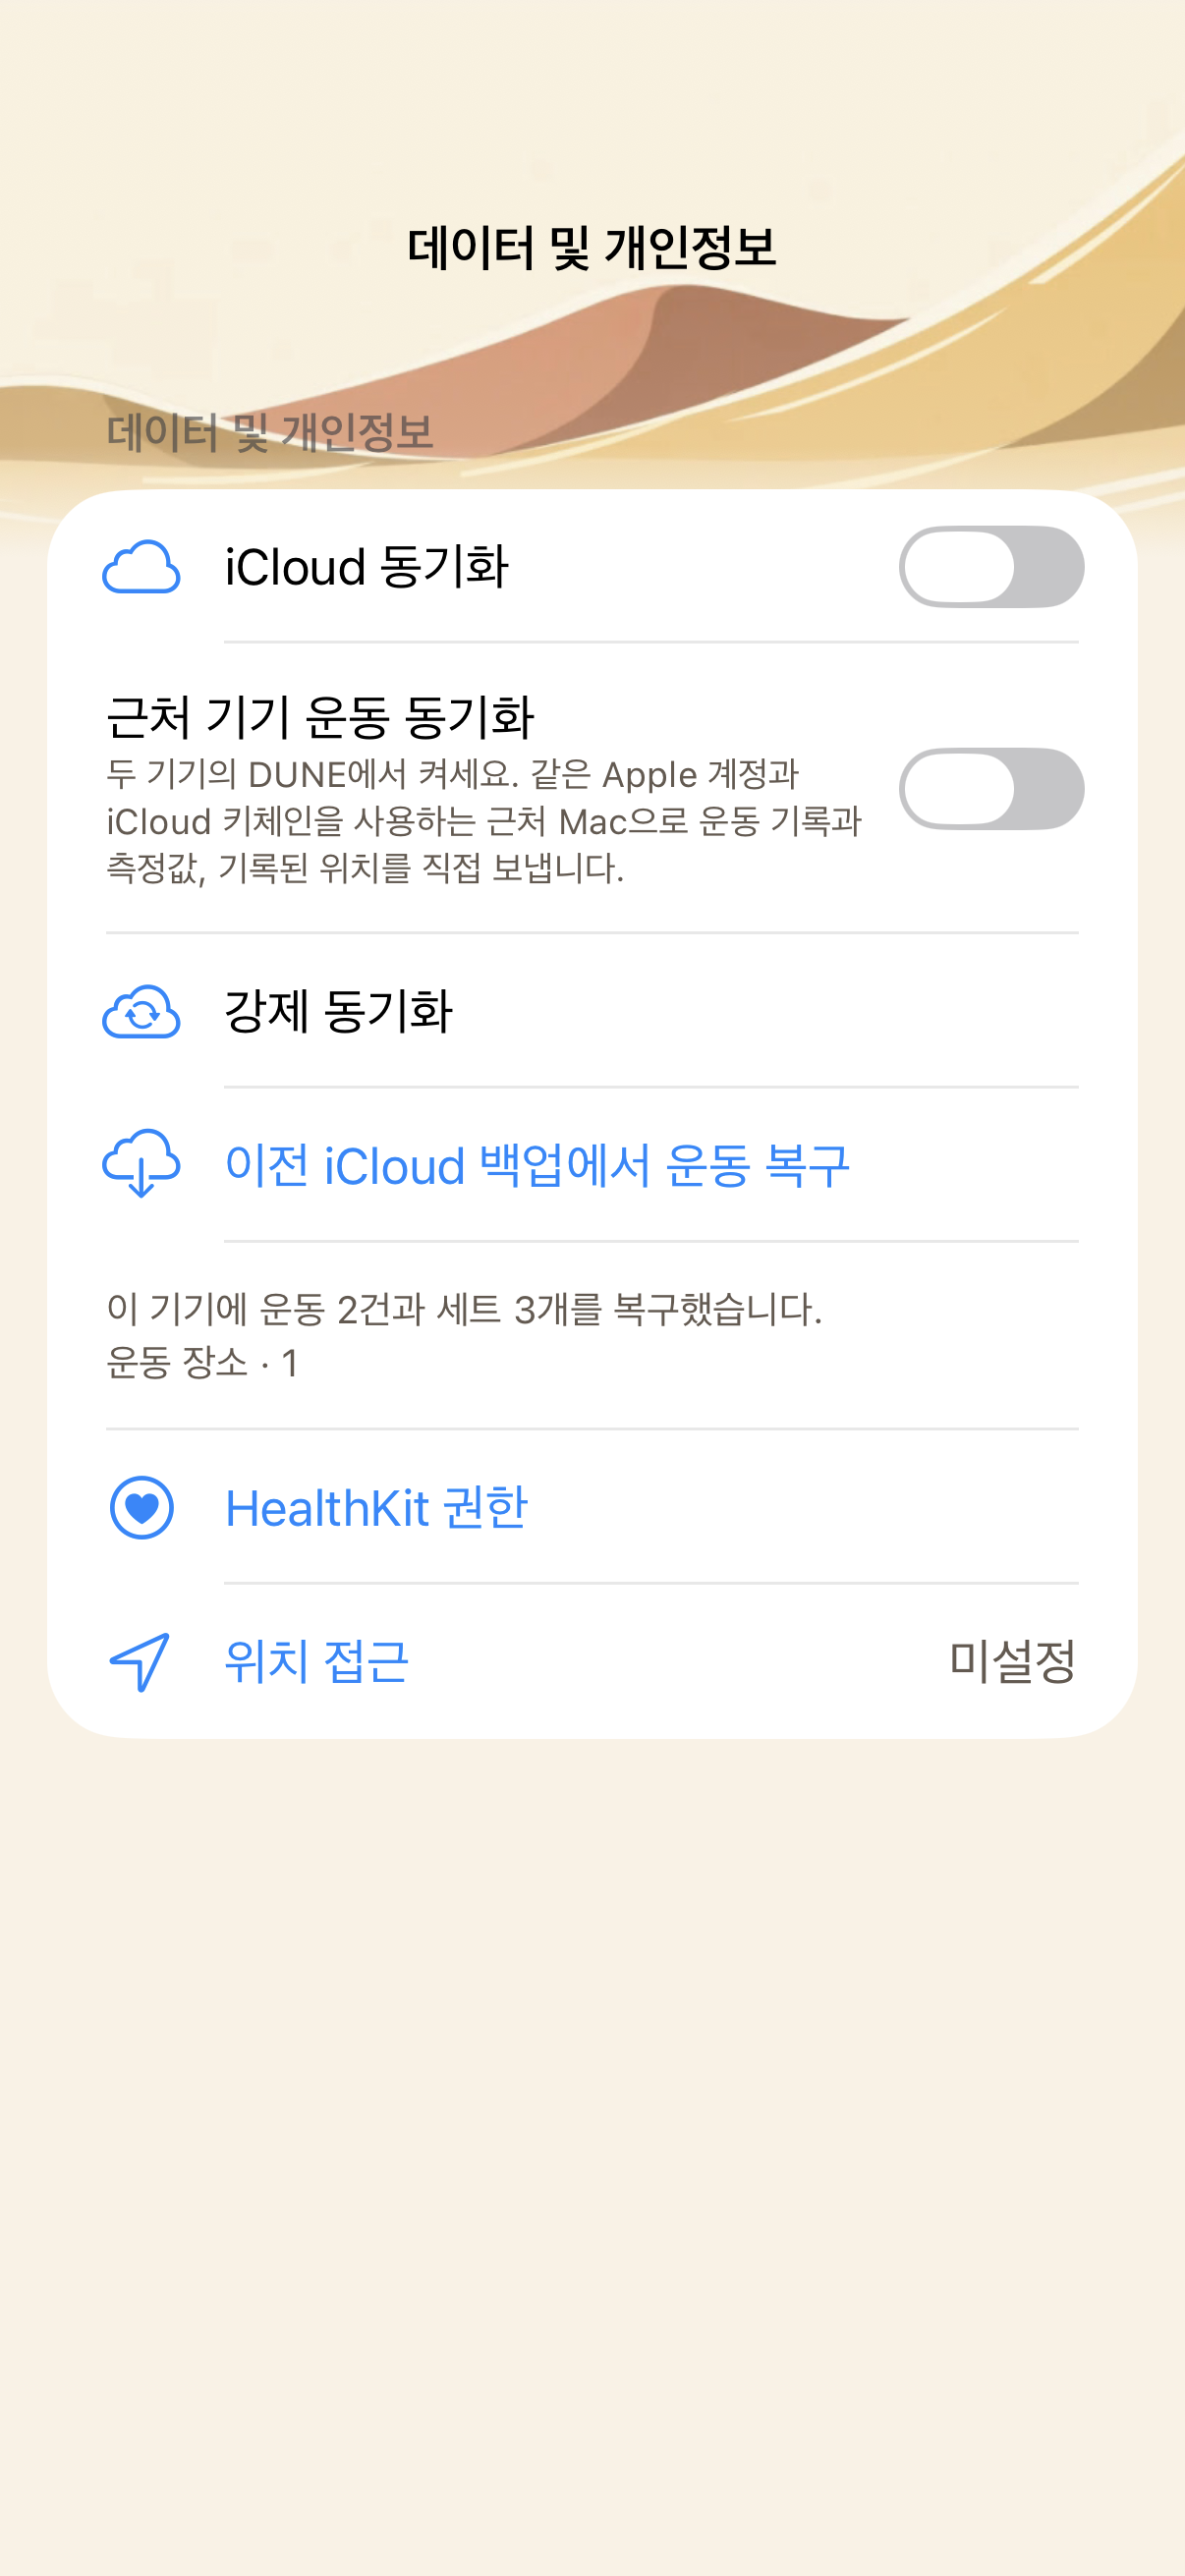 데이터 및 개인정보
데이터 및 개인정보
iCloud 동기화
근처 기기 운동 동기화
두 기기의 DUNE에서 켜세요. 같은 Apple 계정과
iCloud 키체인을 사용하는 근처 Mac으로 운동 기록과
측정값, 기록된 위치를 직접 보냅니다.
강제 동기화
이전 iCloud 백업에서 운동 복구
이 기기에 운동 2건과 세트 3개를 복구했습니다.
운동 장소 · 1
HealthKit 권한
위치 접근
미설정